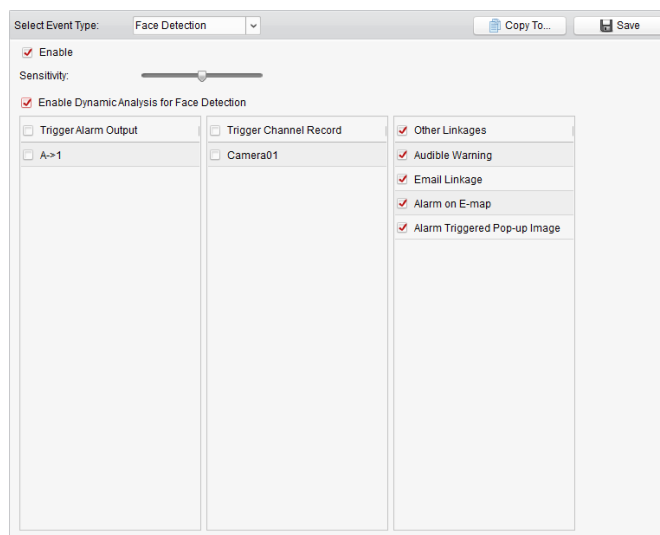 Select Event Type: Face Detection Copy To... Save
Enable
Sensitivity:
Enable Dynamic Analysis for Face Detection
Trigger Alarm Output Trigger Channel Record Other Linkages
A->1 Camera01 Audible Warning
Email Linkage
Alarm on E-map
Alarm Triggered Pop-up Image